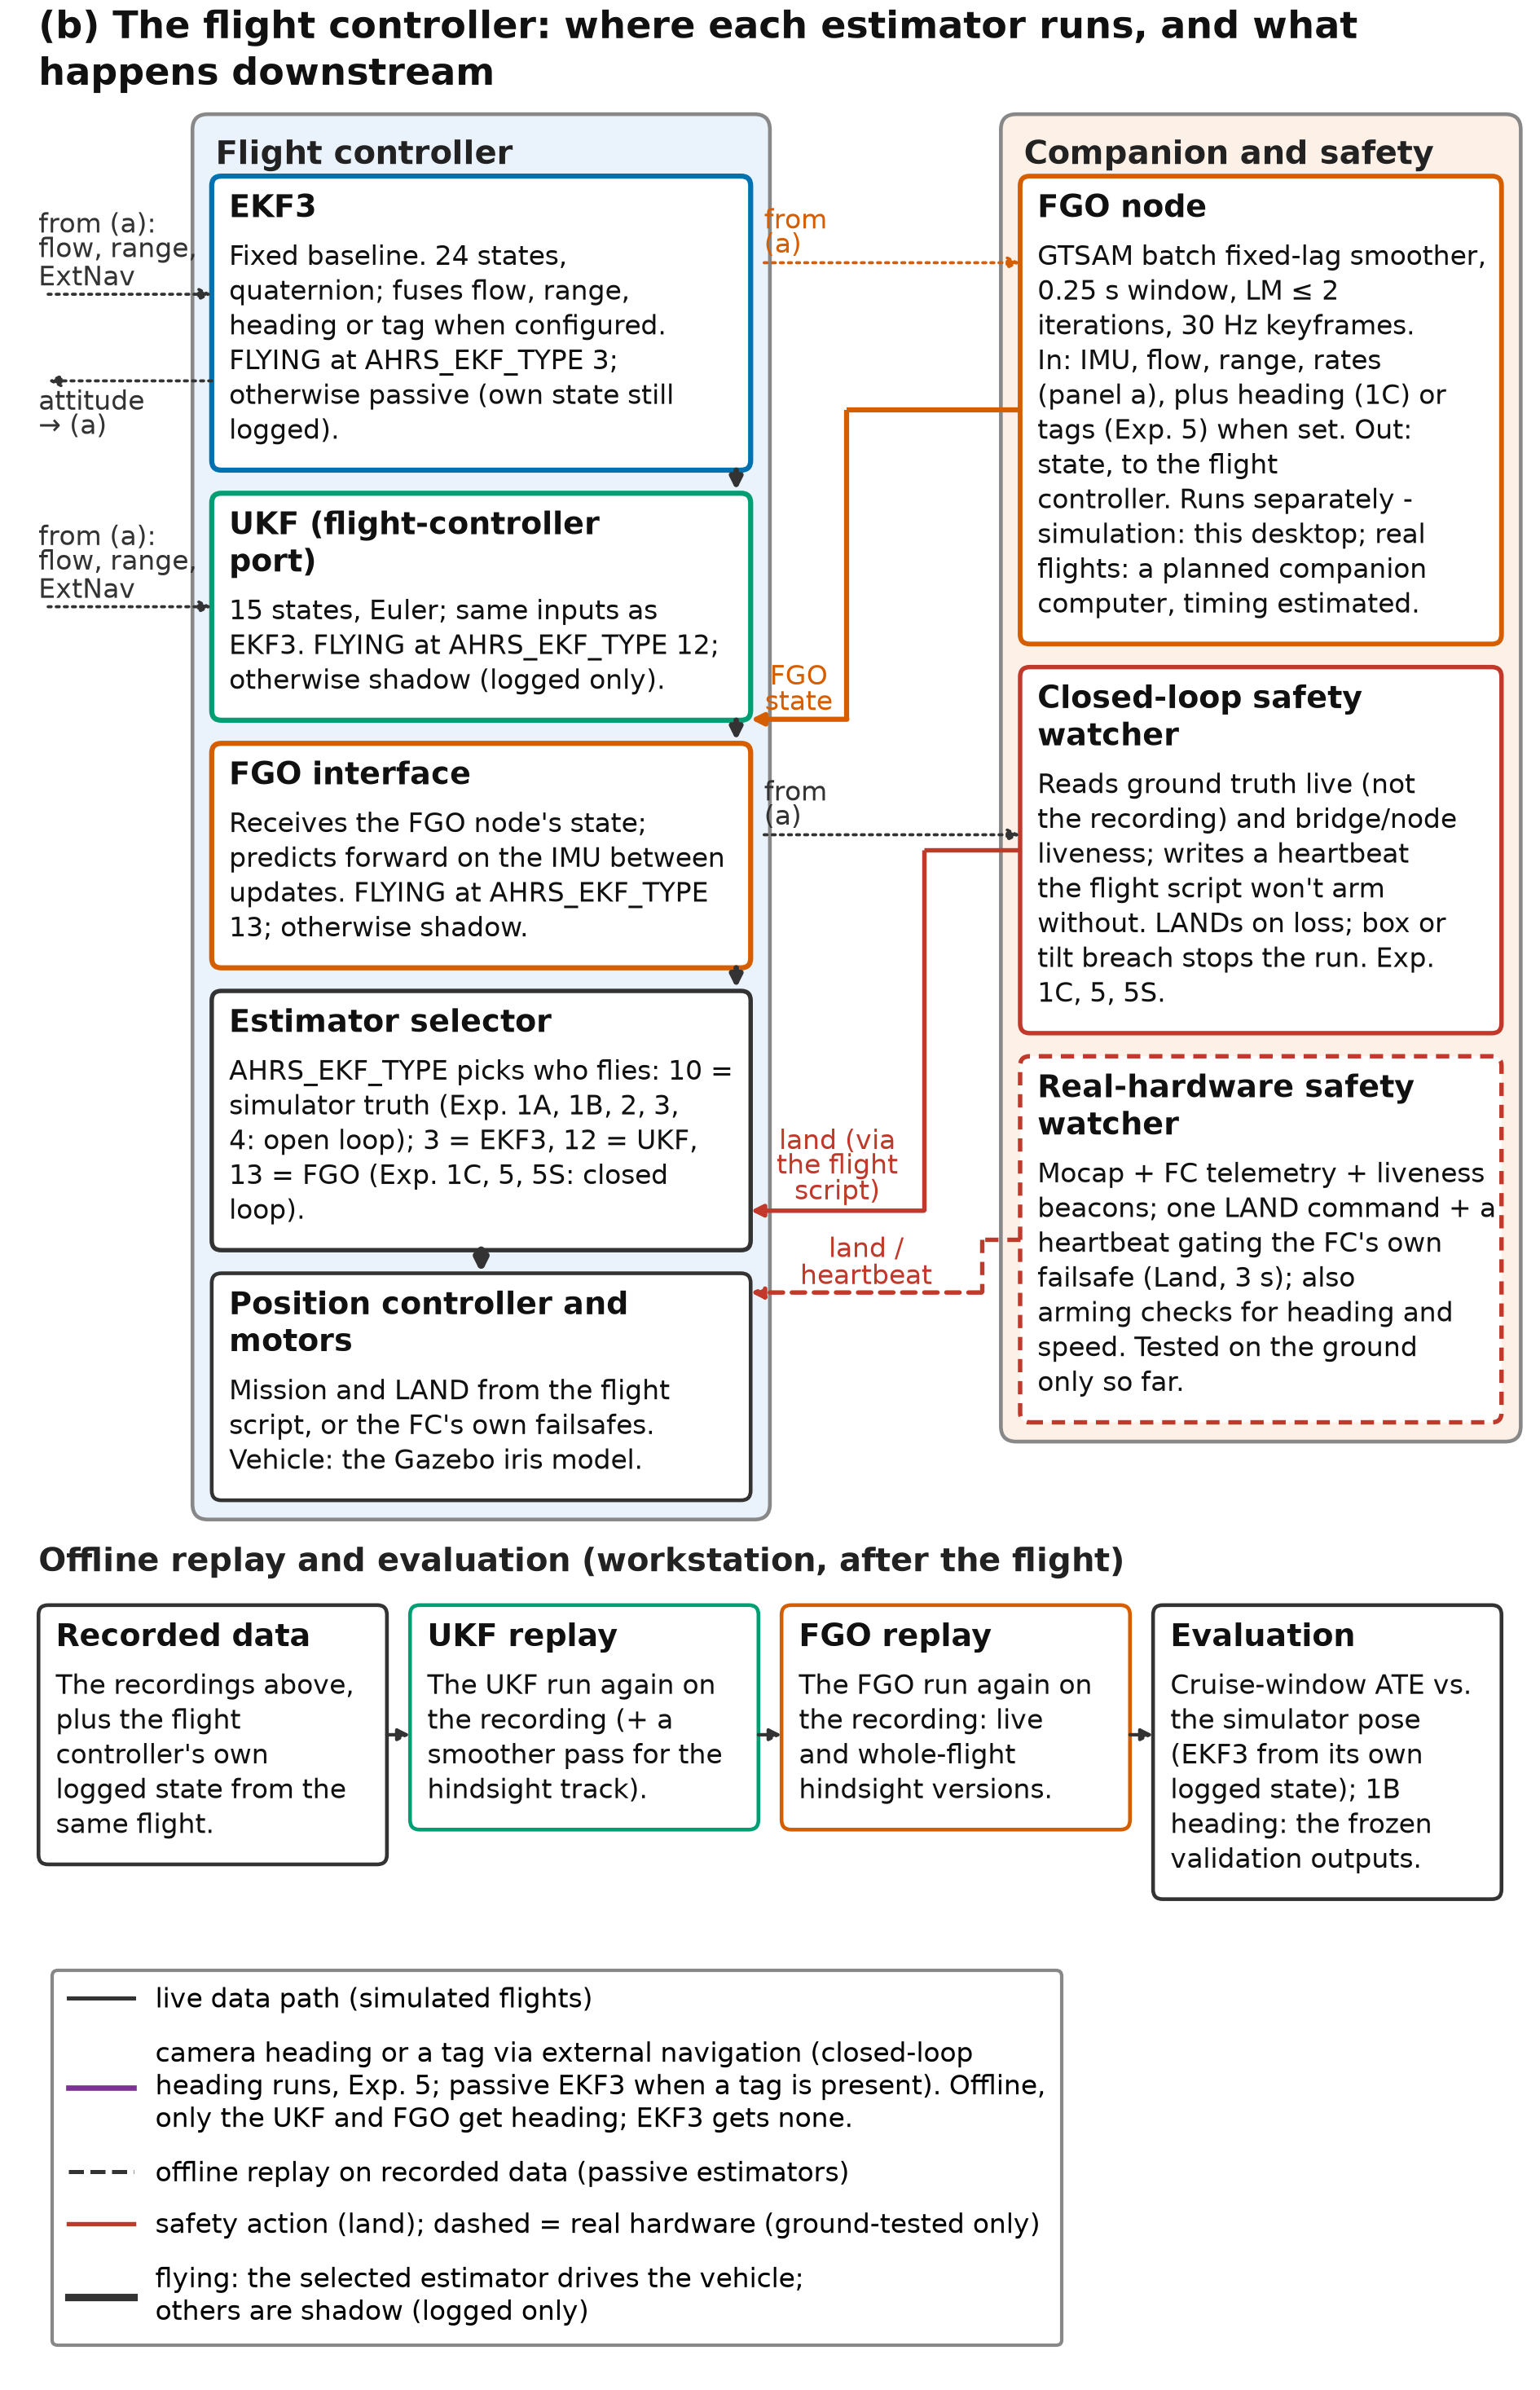 (b) The flight controller: where each estimator runs, and what
happens downstream
Flight controller
from (a):
flow, range,
ExtNav
attitude
→ (a)
EKF3
Fixed baseline. 24 states,
quaternion; fuses flow, range,
heading or tag when configured.
FLYING at AHRS_EKF_TYPE 3;
otherwise passive (own state still
logged).
from (a):
flow, range,
ExtNav
UKF (flight-controller
port)
15 states, Euler; same inputs as
EKF3. FLYING at AHRS_EKF_TYPE 12;
otherwise shadow (logged only).
FGO interface
Receives the FGO node's state;
predicts forward on the IMU between
updates. FLYING at AHRS_EKF_TYPE
13; otherwise shadow.
Estimator selector
AHRS_EKF_TYPE picks who flies: 10 =
simulator truth (Exp. 1A, 1B, 2, 3,
4: open loop); 3 = EKF3, 12 = UKF,
13 = FGO (Exp. 1C, 5, 5S: closed
loop).
Position controller and
motors
Mission and LAND from the flight
script, or the FC's own failsafes.
Vehicle: the Gazebo iris model.
from
(a)
FGO
state
from
(a)
land (via
the flight
script)
land /
heartbeat
Companion and safety
FGO node
GTSAM batch fixed-lag smoother,
0.25 s window, LM ≤ 2
iterations, 30 Hz keyframes.
In: IMU, flow, range, rates
(panel a), plus heading (1C) or
tags (Exp. 5) when set. Out:
state, to the flight
controller. Runs separately -
simulation: this desktop; real
flights: a planned companion
computer, timing estimated.
Closed-loop safety
watcher
Reads ground truth live (not
the recording) and bridge/node
liveness; writes a heartbeat
the flight script won't arm
without. LANDs on loss; box or
tilt breach stops the run. Exp.
1C, 5, 5S.
Real-hardware safety
watcher
Mocap + FC telemetry + liveness
beacons; one LAND command + a
heartbeat gating the FC's own
failsafe (Land, 3 s); also
arming checks for heading and
speed. Tested on the ground
only so far.
Offline replay and evaluation (workstation, after the flight)
Recorded data
The recordings above,
plus the flight
controller's own
logged state from the
same flight.
UKF replay
The UKF run again on
the recording (+ a
smoother pass for the
hindsight track).
FGO replay
The FGO run again on
the recording: live
and whole-flight
hindsight versions.
Evaluation
Cruise-window ATE vs.
the simulator pose
(EKF3 from its own
logged state); 1B
heading: the frozen
validation outputs.
live data path (simulated flights)
camera heading or a tag via external navigation (closed-loop
heading runs, Exp. 5; passive EKF3 when a tag is present). Offline,
only the UKF and FGO get heading; EKF3 gets none.
offline replay on recorded data (passive estimators)
safety action (land); dashed = real hardware (ground-tested only)
flying: the selected estimator drives the vehicle;
others are shadow (logged only)